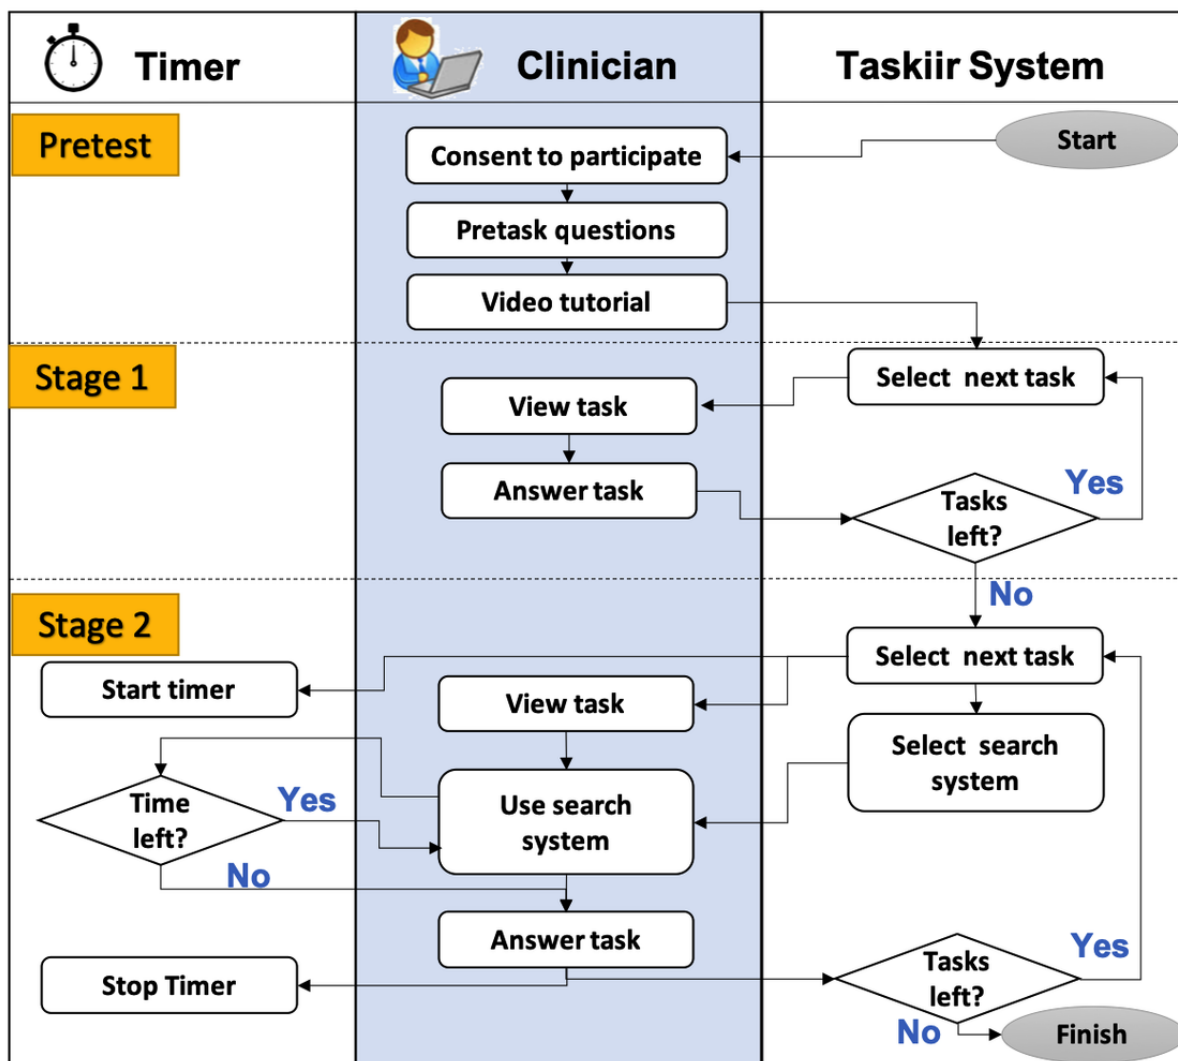 Timer
Clinician
Taskiir System
Pretest
Start
Consent to participate
Pretask questions
Video tutorial
Stage 1
Select next task
View task
Answer task
Tasks
left?
Yes
No
Stage 2
Select next task
Start timer
View task
Select search
system
Time
left?
Yes
Use search
system
No
Answer task
Yes
Tasks
left?
Stop Timer
No
Finish